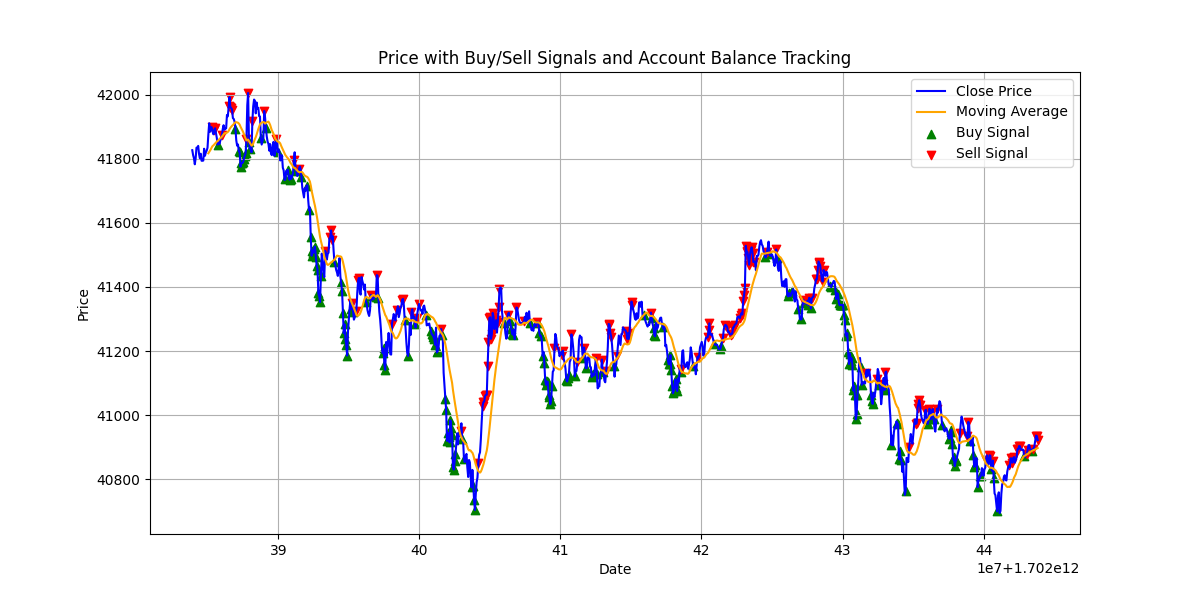 Price with Buy/Sell Signals and Account Balance Tracking
Close Price
Moving Average
Buy Signal
Sell Signal
42000
41800
41600
41400
41200
41000
40800
Price
39 40 41 42 43 44
1e7+1.702e12
Date